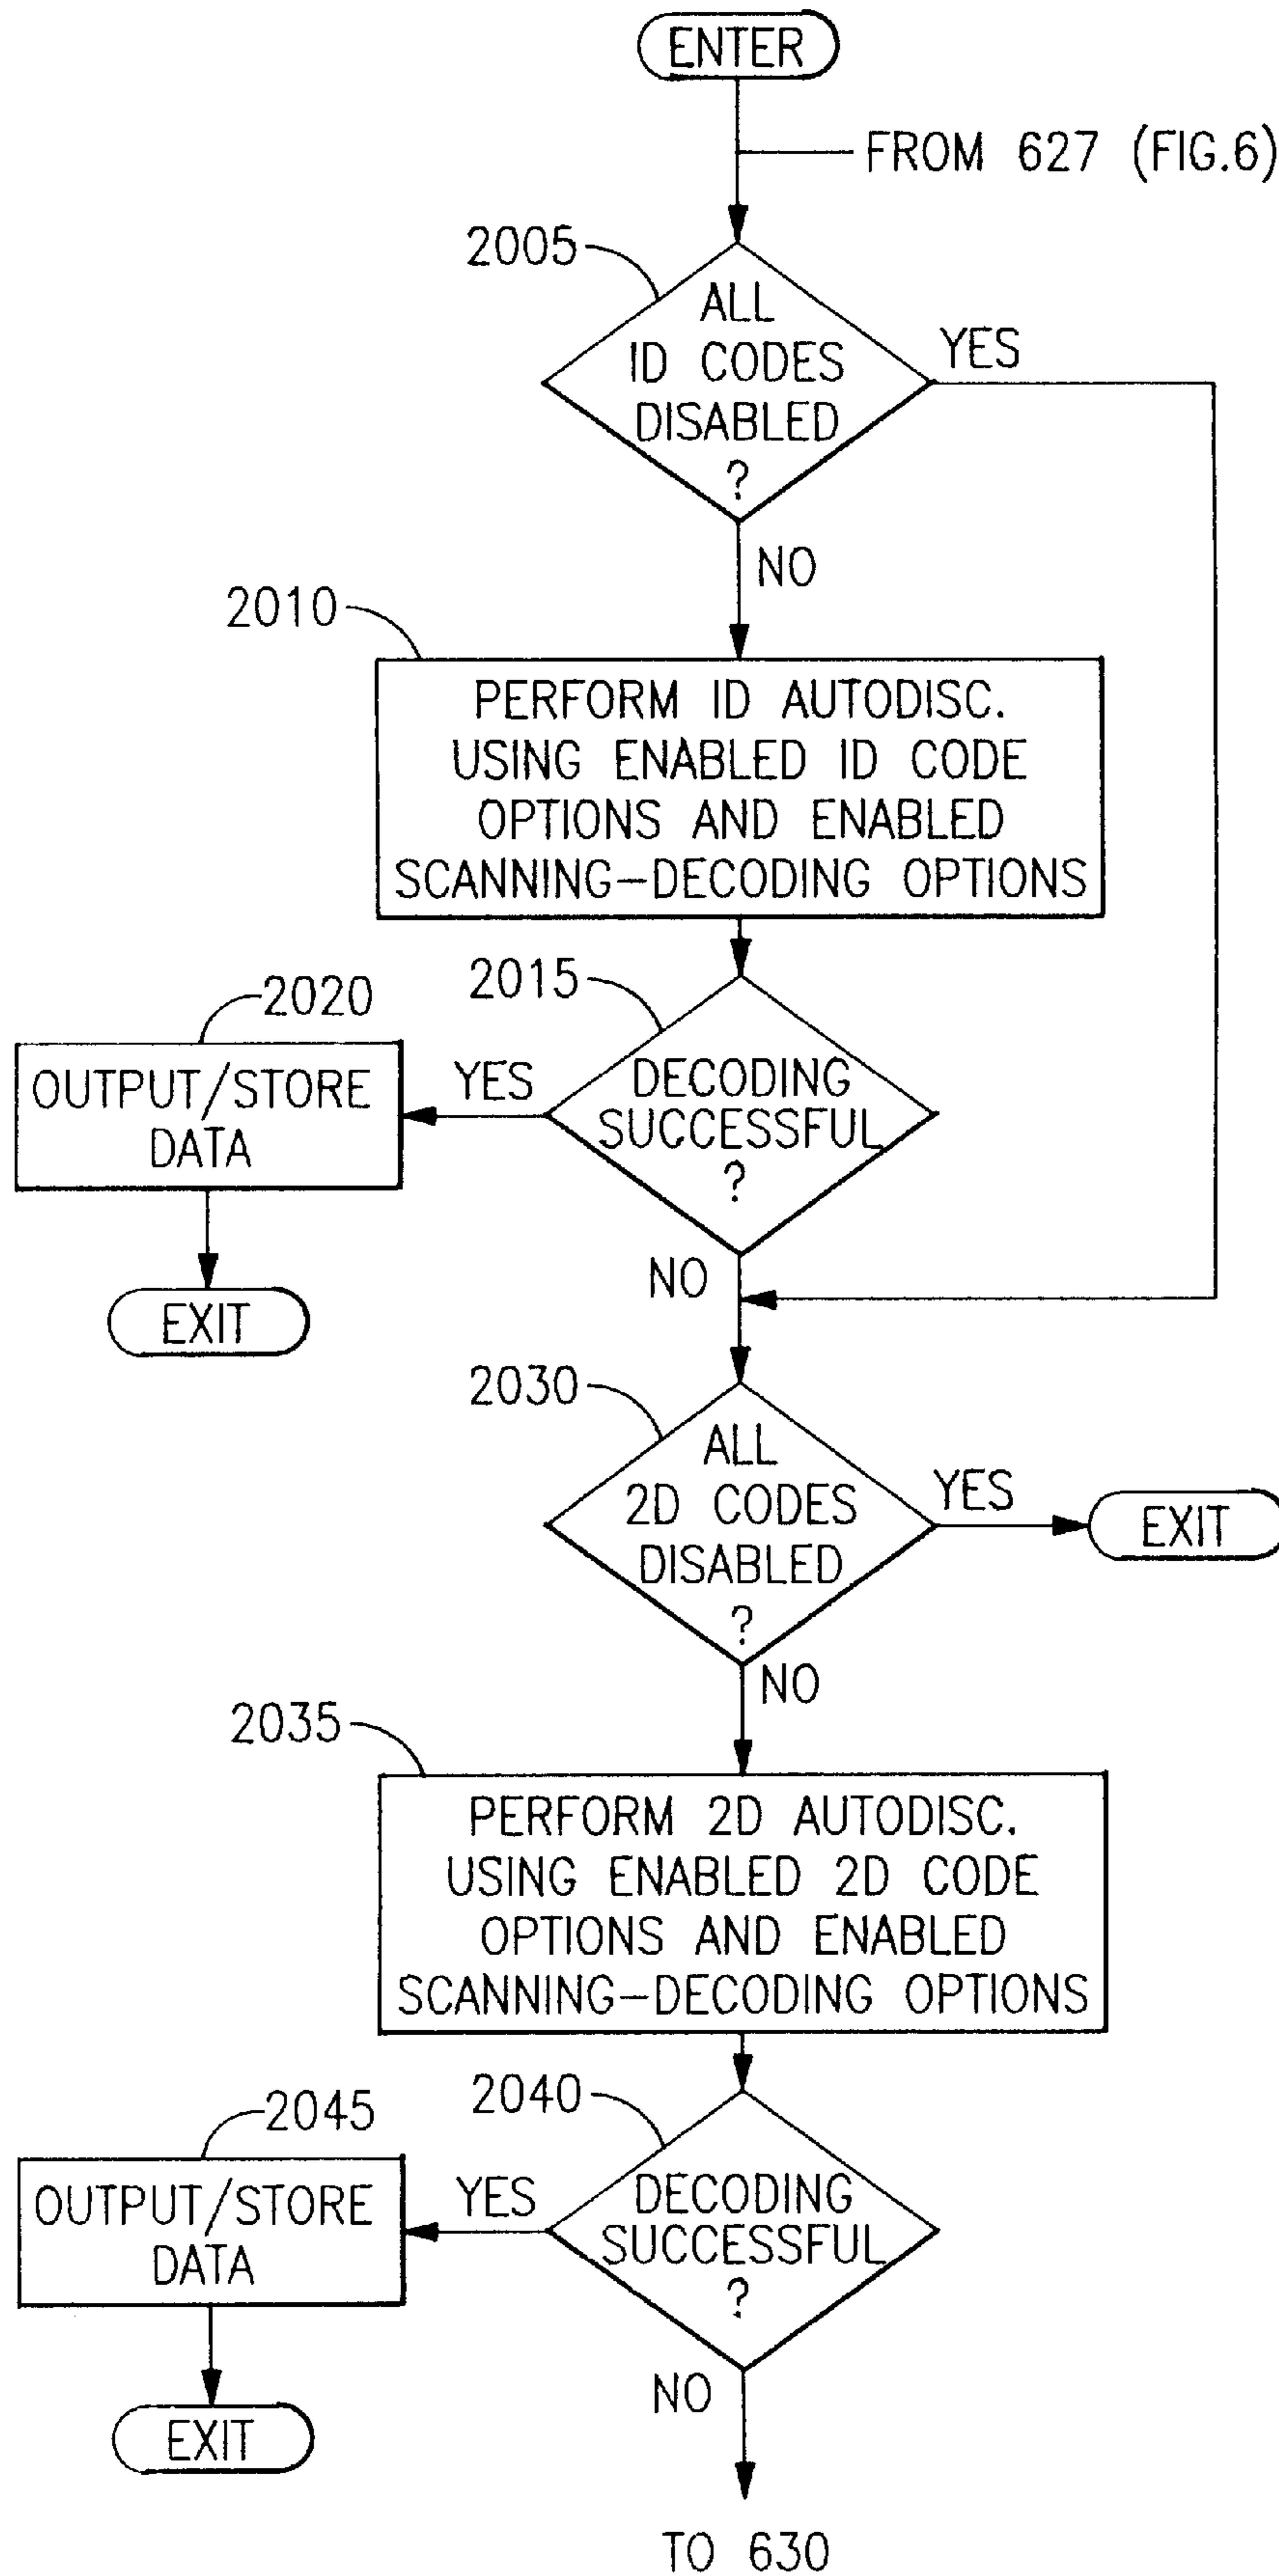 ENTER
FROM 627 (FIG.6)
2005
ALL
ID CODES
DISABLED
?
YES
NO
2010
PERFORM ID AUTODISC.
USING ENABLED ID CODE
OPTIONS AND ENABLED
SCANNING-DECODING OPTIONS
2015
DECODING
SUCCESSFUL
?
YES
2020
OUTPUT/STORE
DATA
EXIT
NO
2030
ALL
2D CODES
DISABLED
?
YES
EXIT
NO
2035
PERFORM 2D AUTODISC.
USING ENABLED 2D CODE
OPTIONS AND ENABLED
SCANNING-DECODING OPTIONS
2040
DECODING
SUCCESSFUL
?
YES
2045
OUTPUT/STORE
DATA
EXIT
NO
TO 630